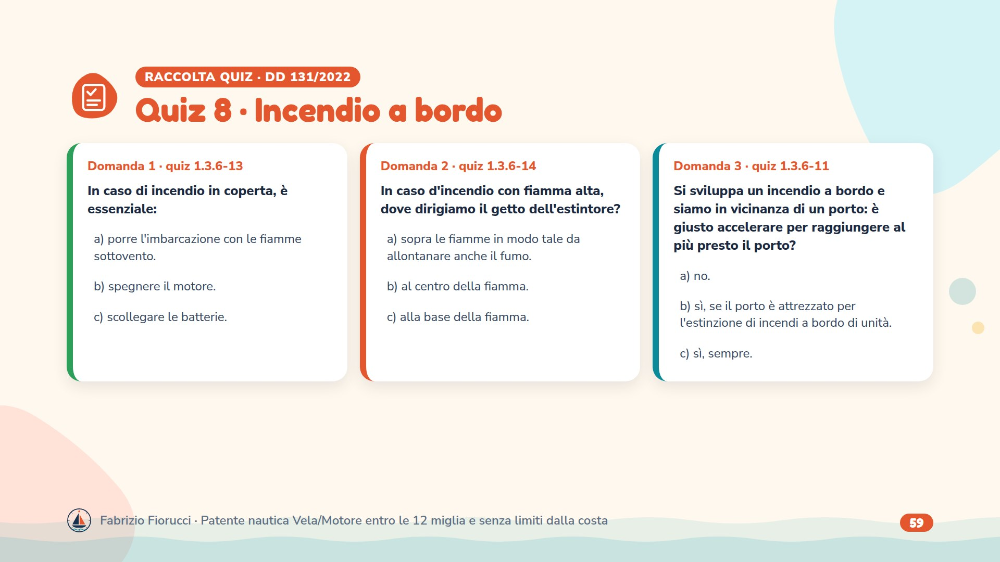 RACCOLTA QUIZ · DD 131/2022
Quiz 8 · Incendio a bordo
Domanda 1 · quiz 1.3.6-13
In caso di incendio in coperta, è
essenziale:
a) porre l'imbarcazione con le fiamme
sottovento.
b) spegnere il motore.
c) scollegare le batterie.
Domanda 2 · quiz 1.3.6-14
In caso d'incendio con fiamma alta,
dove dirigiamo il getto dell'estintore?
a) sopra le fiamme in modo tale da
allontanare anche il fumo.
b) al centro della fiamma.
c) alla base della fiamma.
Domanda 3 · quiz 1.3.6-11
Si sviluppa un incendio a bordo e
siamo in vicinanza di un porto: è
giusto accelerare per raggiungere al
più presto il porto?
a) no.
b) sì, se il porto è attrezzato per
l'estinzione di incendi a bordo di unità.
c) sì, sempre.
Fabrizio Fiorucci · Patente nautica Vela/Motore entro le 12 miglia e senza limiti dalla costa
59